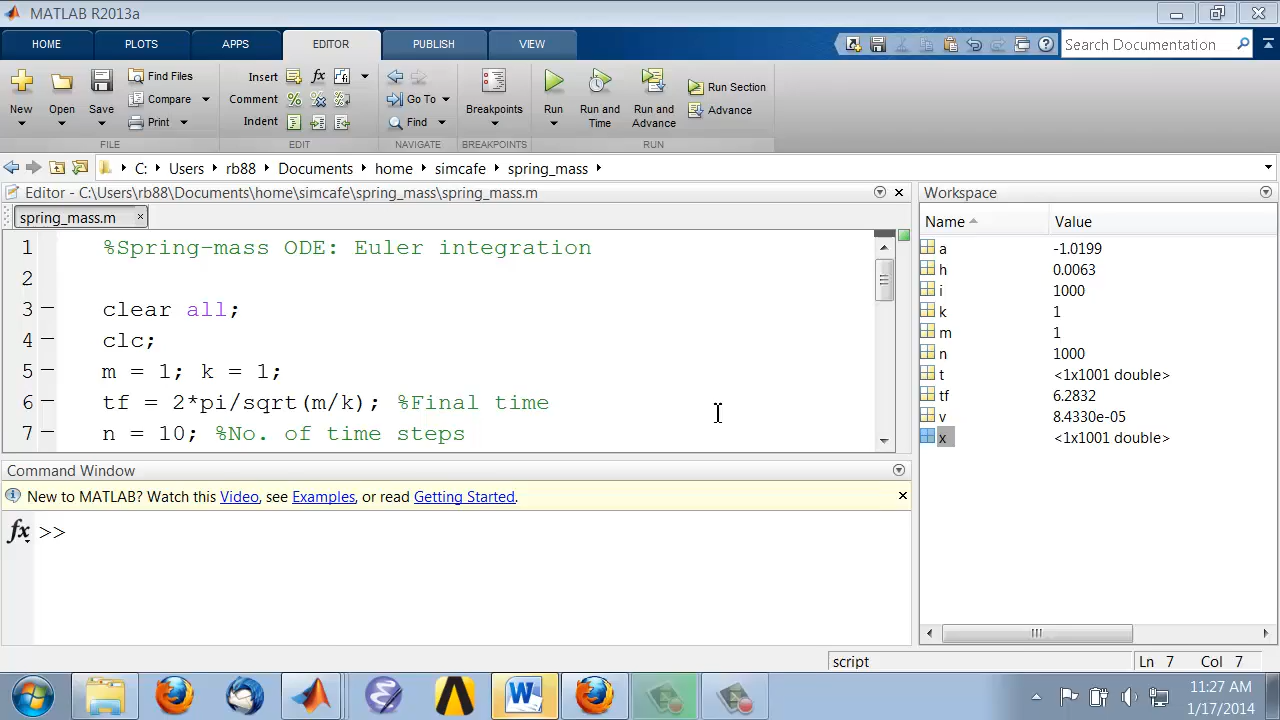 MATLAB R2013a
HOME PLOTS APPS EDITOR PUBLISH VIEW Search Documentation
New Open Save Find Files Compare Print Insert Comment Indent Go To Find Breakpoints Run Run and Time Run and Advance Run Section Advance
FILE EDIT NAVIGATE BREAKPOINTS RUN
C: Users rb88 Documents home simcafe spring_mass
Editor - C:\Users\rb88\Documents\home\simcafe\spring_mass\spring_mass.m
spring_mass.m
1 %Spring-mass ODE: Euler integration
2
3 clear all;
4 clc;
5 m = 1; k = 1;
6 tf = 2*pi/sqrt(m/k); %Final time
7 n = 10; %No. of time steps
Command Window
New to MATLAB? Watch this Video, see Examples, or read Getting Started.
fx >>
Workspace
Name Value
a -1.0199
h 0.0063
i 1000
k 1
m 1
n 1000
t <1x1001 double>
tf 6.2832
v 8.4330e-05
x <1x1001 double>
script Ln 7 Col 7
11:27 AM
1/17/2014